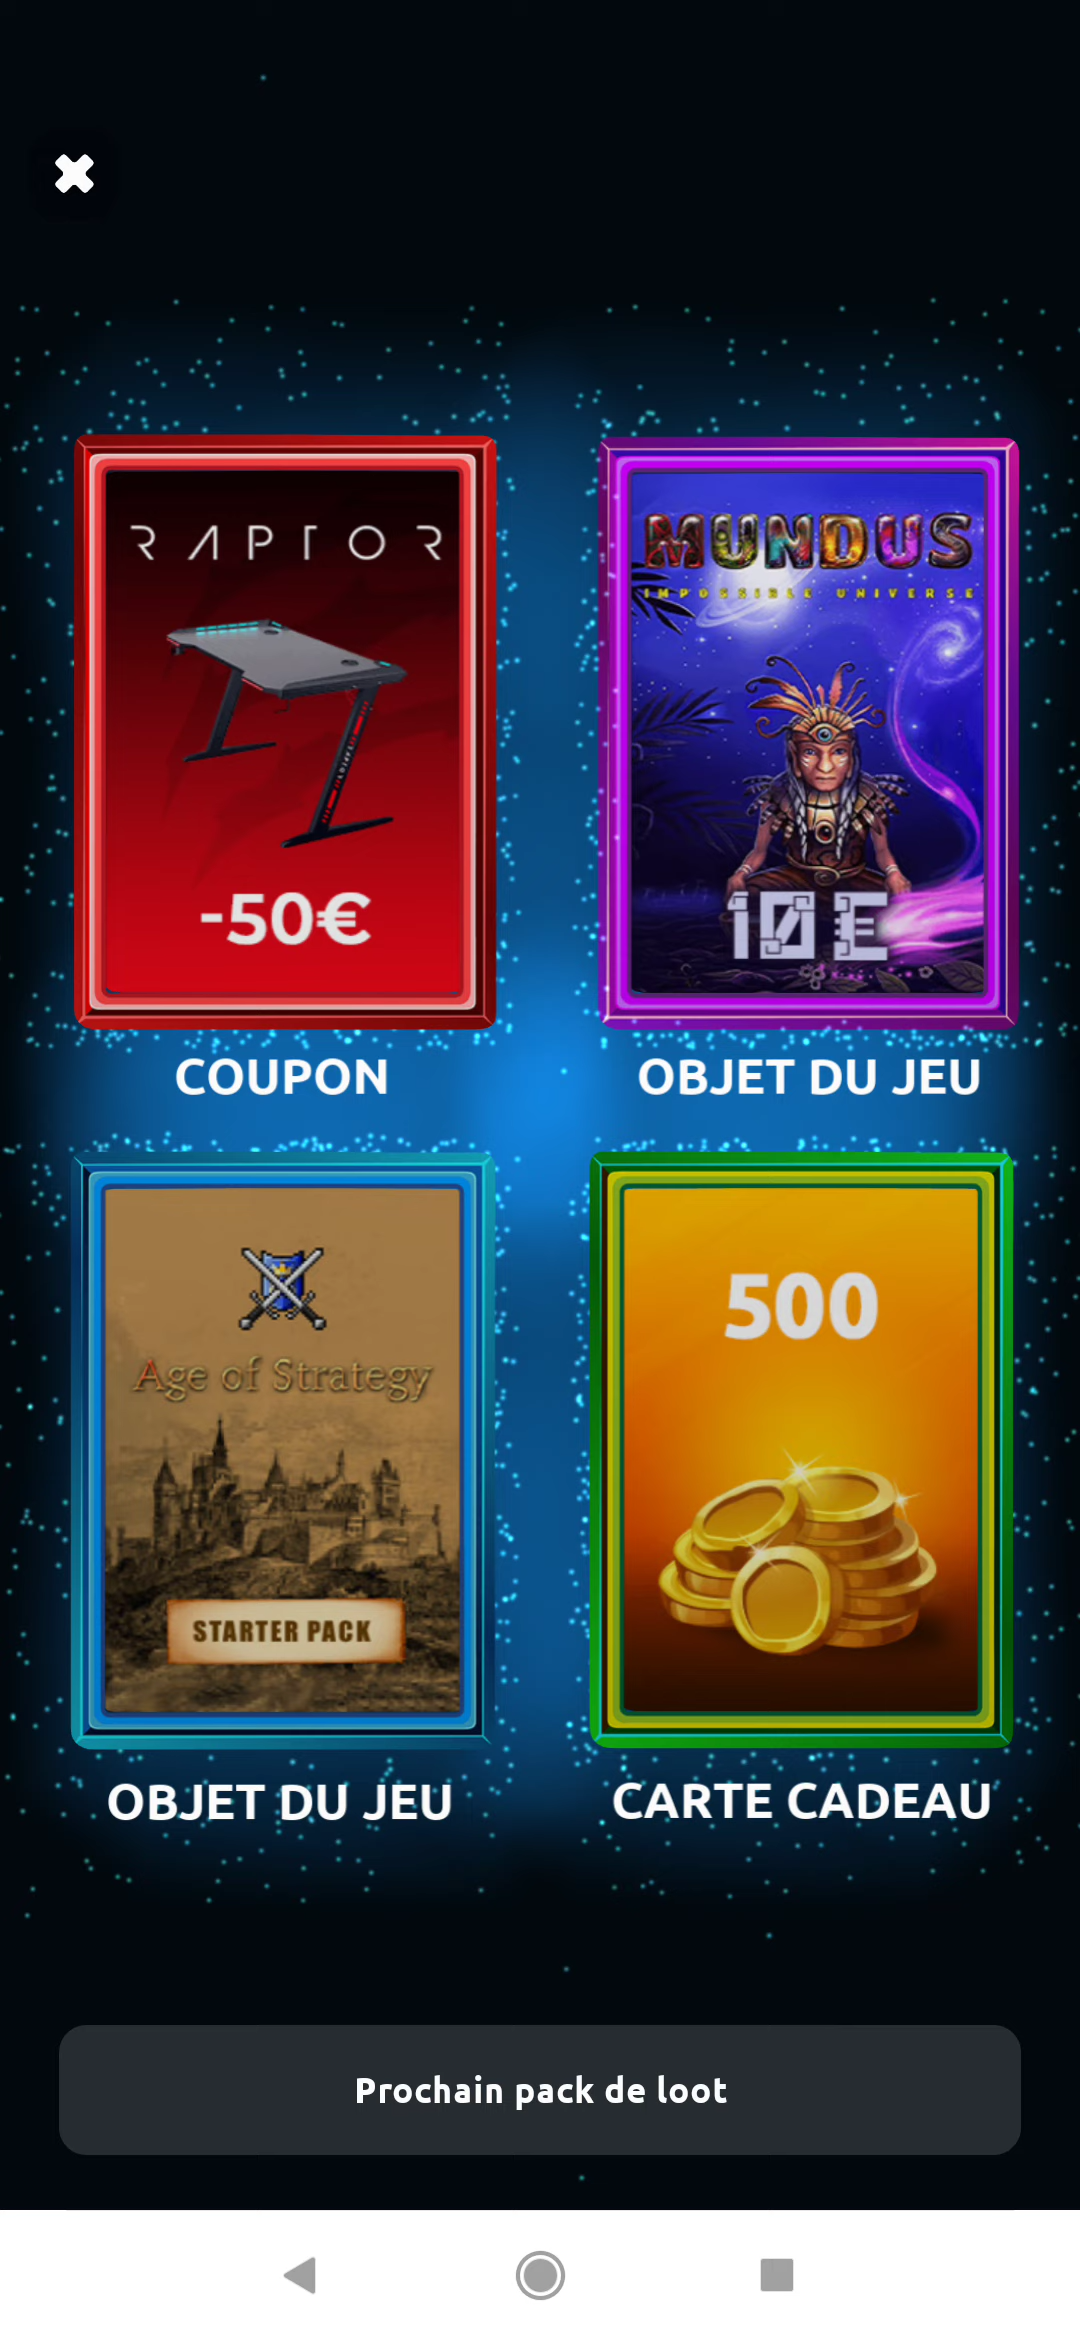 RAPTOR
-50€
COUPON
MUNDUS
IMPOSSIBLE UNIVERSE
10 E
OBJET DU JEU
Age of Strategy
STARTER PACK
OBJET DU JEU
500
CARTE CADEAU
Prochain pack de loot